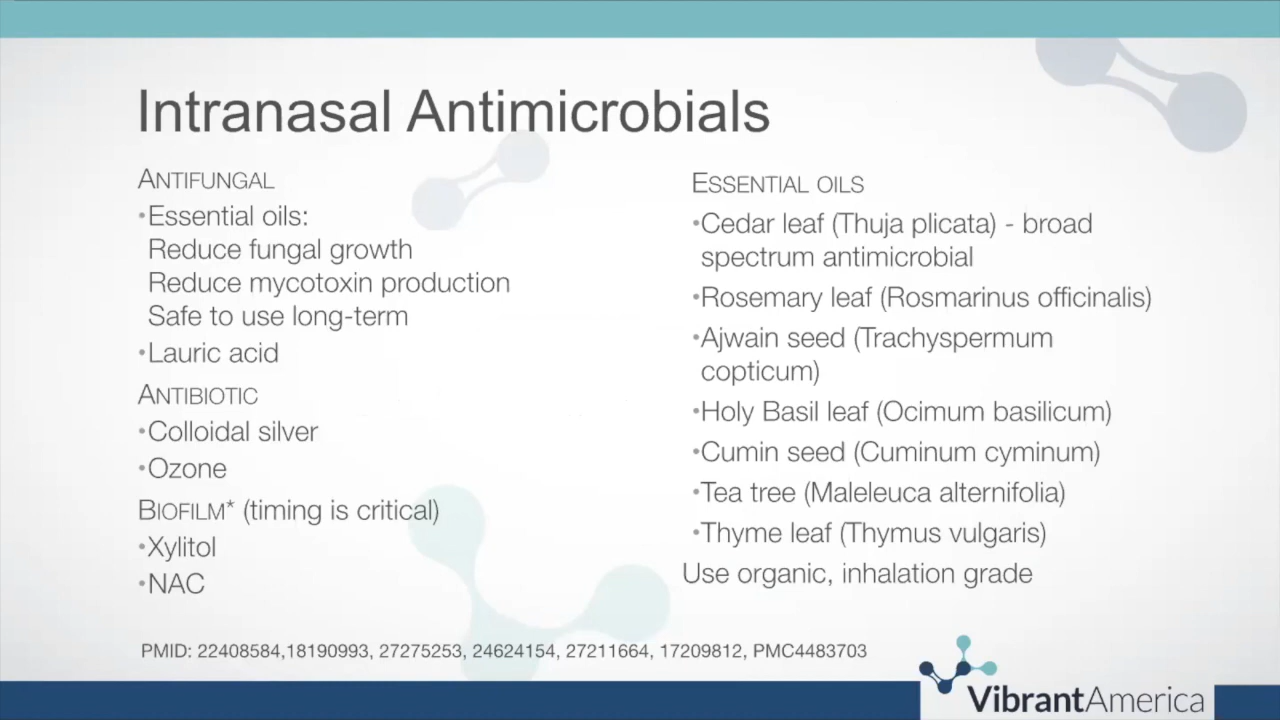 Intranasal Antimicrobials
ANTIFUNGAL
•Essential oils:
Reduce fungal growth
Reduce mycotoxin production
Safe to use long-term
•Lauric acid
ANTIBIOTIC
•Colloidal silver
•Ozone
BIOFILM* (timing is critical)
•Xylitol
•NAC
ESSENTIAL OILS
•Cedar leaf (Thuja plicata) - broad
spectrum antimicrobial
•Rosemary leaf (Rosmarinus officinalis)
•Ajwain seed (Trachyspermum
copticum)
•Holy Basil leaf (Ocimum basilicum)
•Cumin seed (Cuminum cyminum)
•Tea tree (Maleleuca alternifolia)
•Thyme leaf (Thymus vulgaris)
Use organic, inhalation grade
PMID: 22408584,18190993, 27275253, 24624154, 27211664, 17209812, PMC4483703
VibrantAmerica